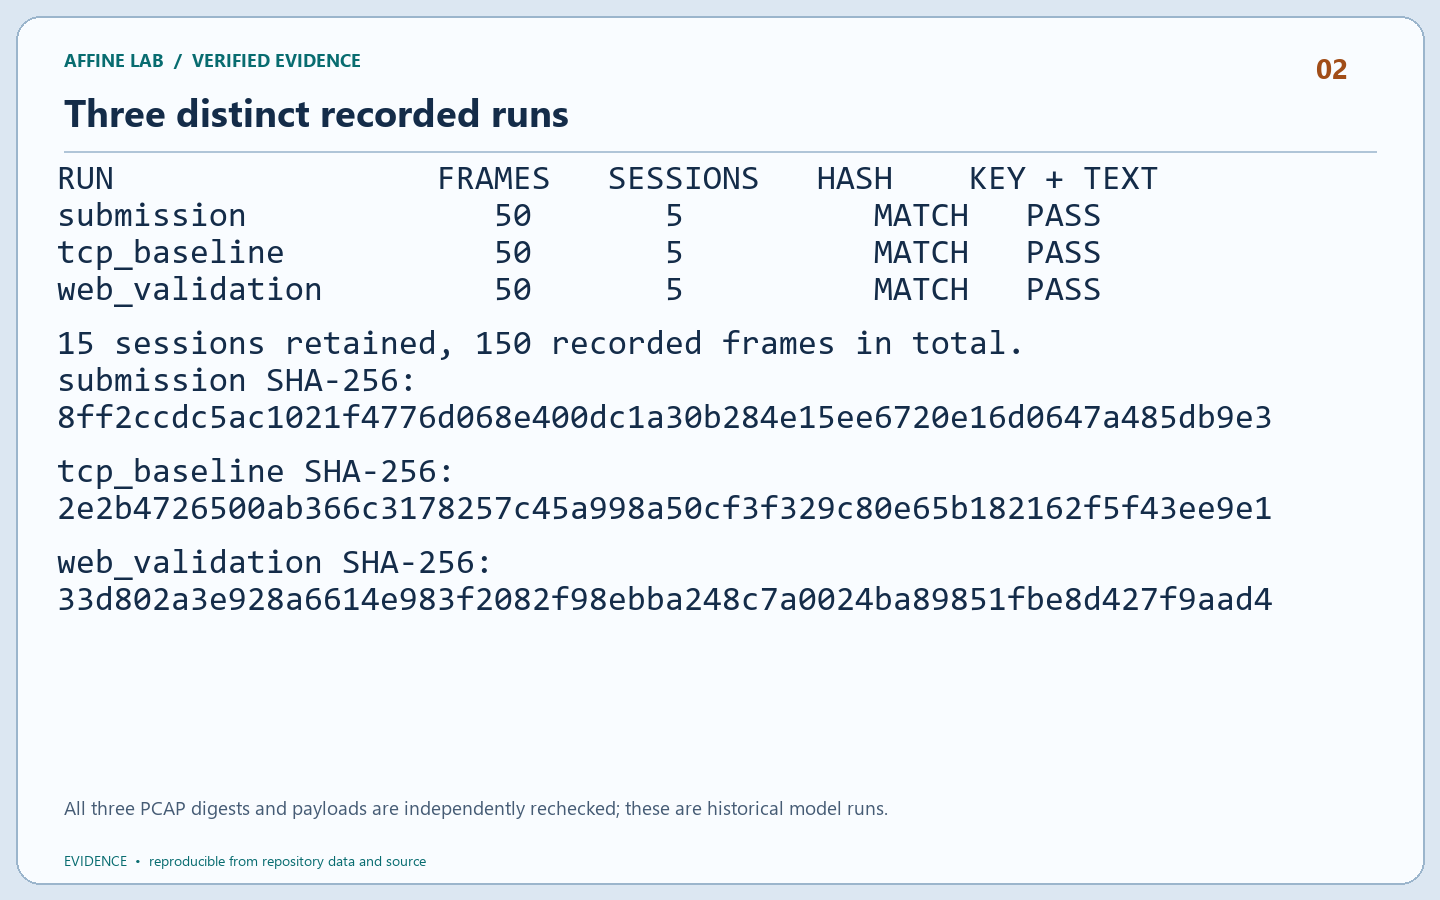 AFFINE LAB / VERIFIED EVIDENCE
02
Three distinct recorded runs
RUN FRAMES SESSIONS HASH KEY + TEXT
submission 50 5 MATCH PASS
tcp_baseline 50 5 MATCH PASS
web_validation 50 5 MATCH PASS
15 sessions retained, 150 recorded frames in total.
submission SHA-256:
8ff2ccdc5ac1021f4776d068e400dc1a30b284e15ee6720e16d0647a485db9e3
tcp_baseline SHA-256:
2e2b4726500ab366c3178257c45a998a50cf3f329c80e65b182162f5f43ee9e1
web_validation SHA-256:
33d802a3e928a6614e983f2082f98ebba248c7a0024ba89851fbe8d427f9aad4
All three PCAP digests and payloads are independently rechecked; these are historical model runs.
EVIDENCE • reproducible from repository data and source